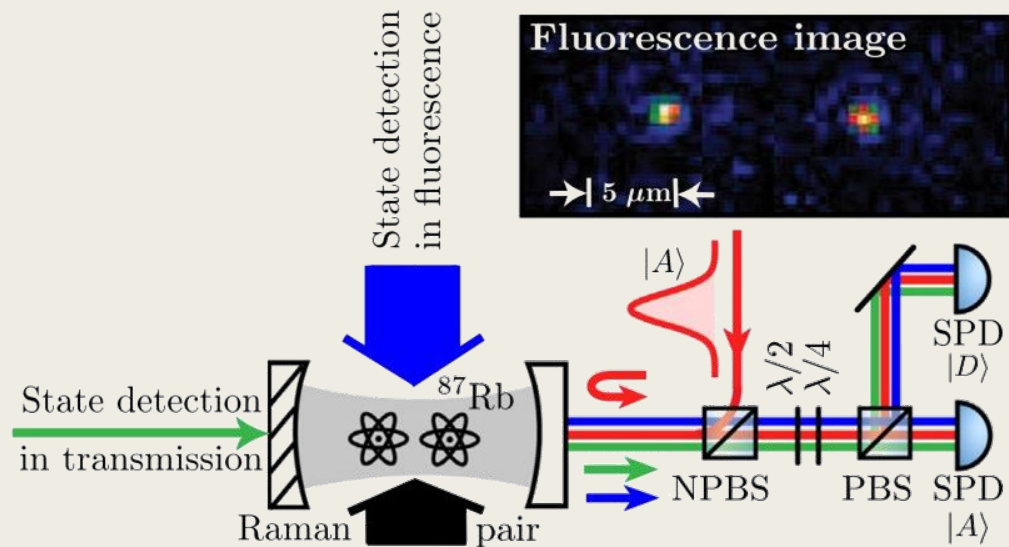 State detection
in fluorescence
Fluorescence image
5 μm
|A⟩
λ/2
λ/4
SPD
|D⟩
⁸⁷Rb
State detection
in transmission
NPBS
PBS
SPD
|A⟩
Raman pair